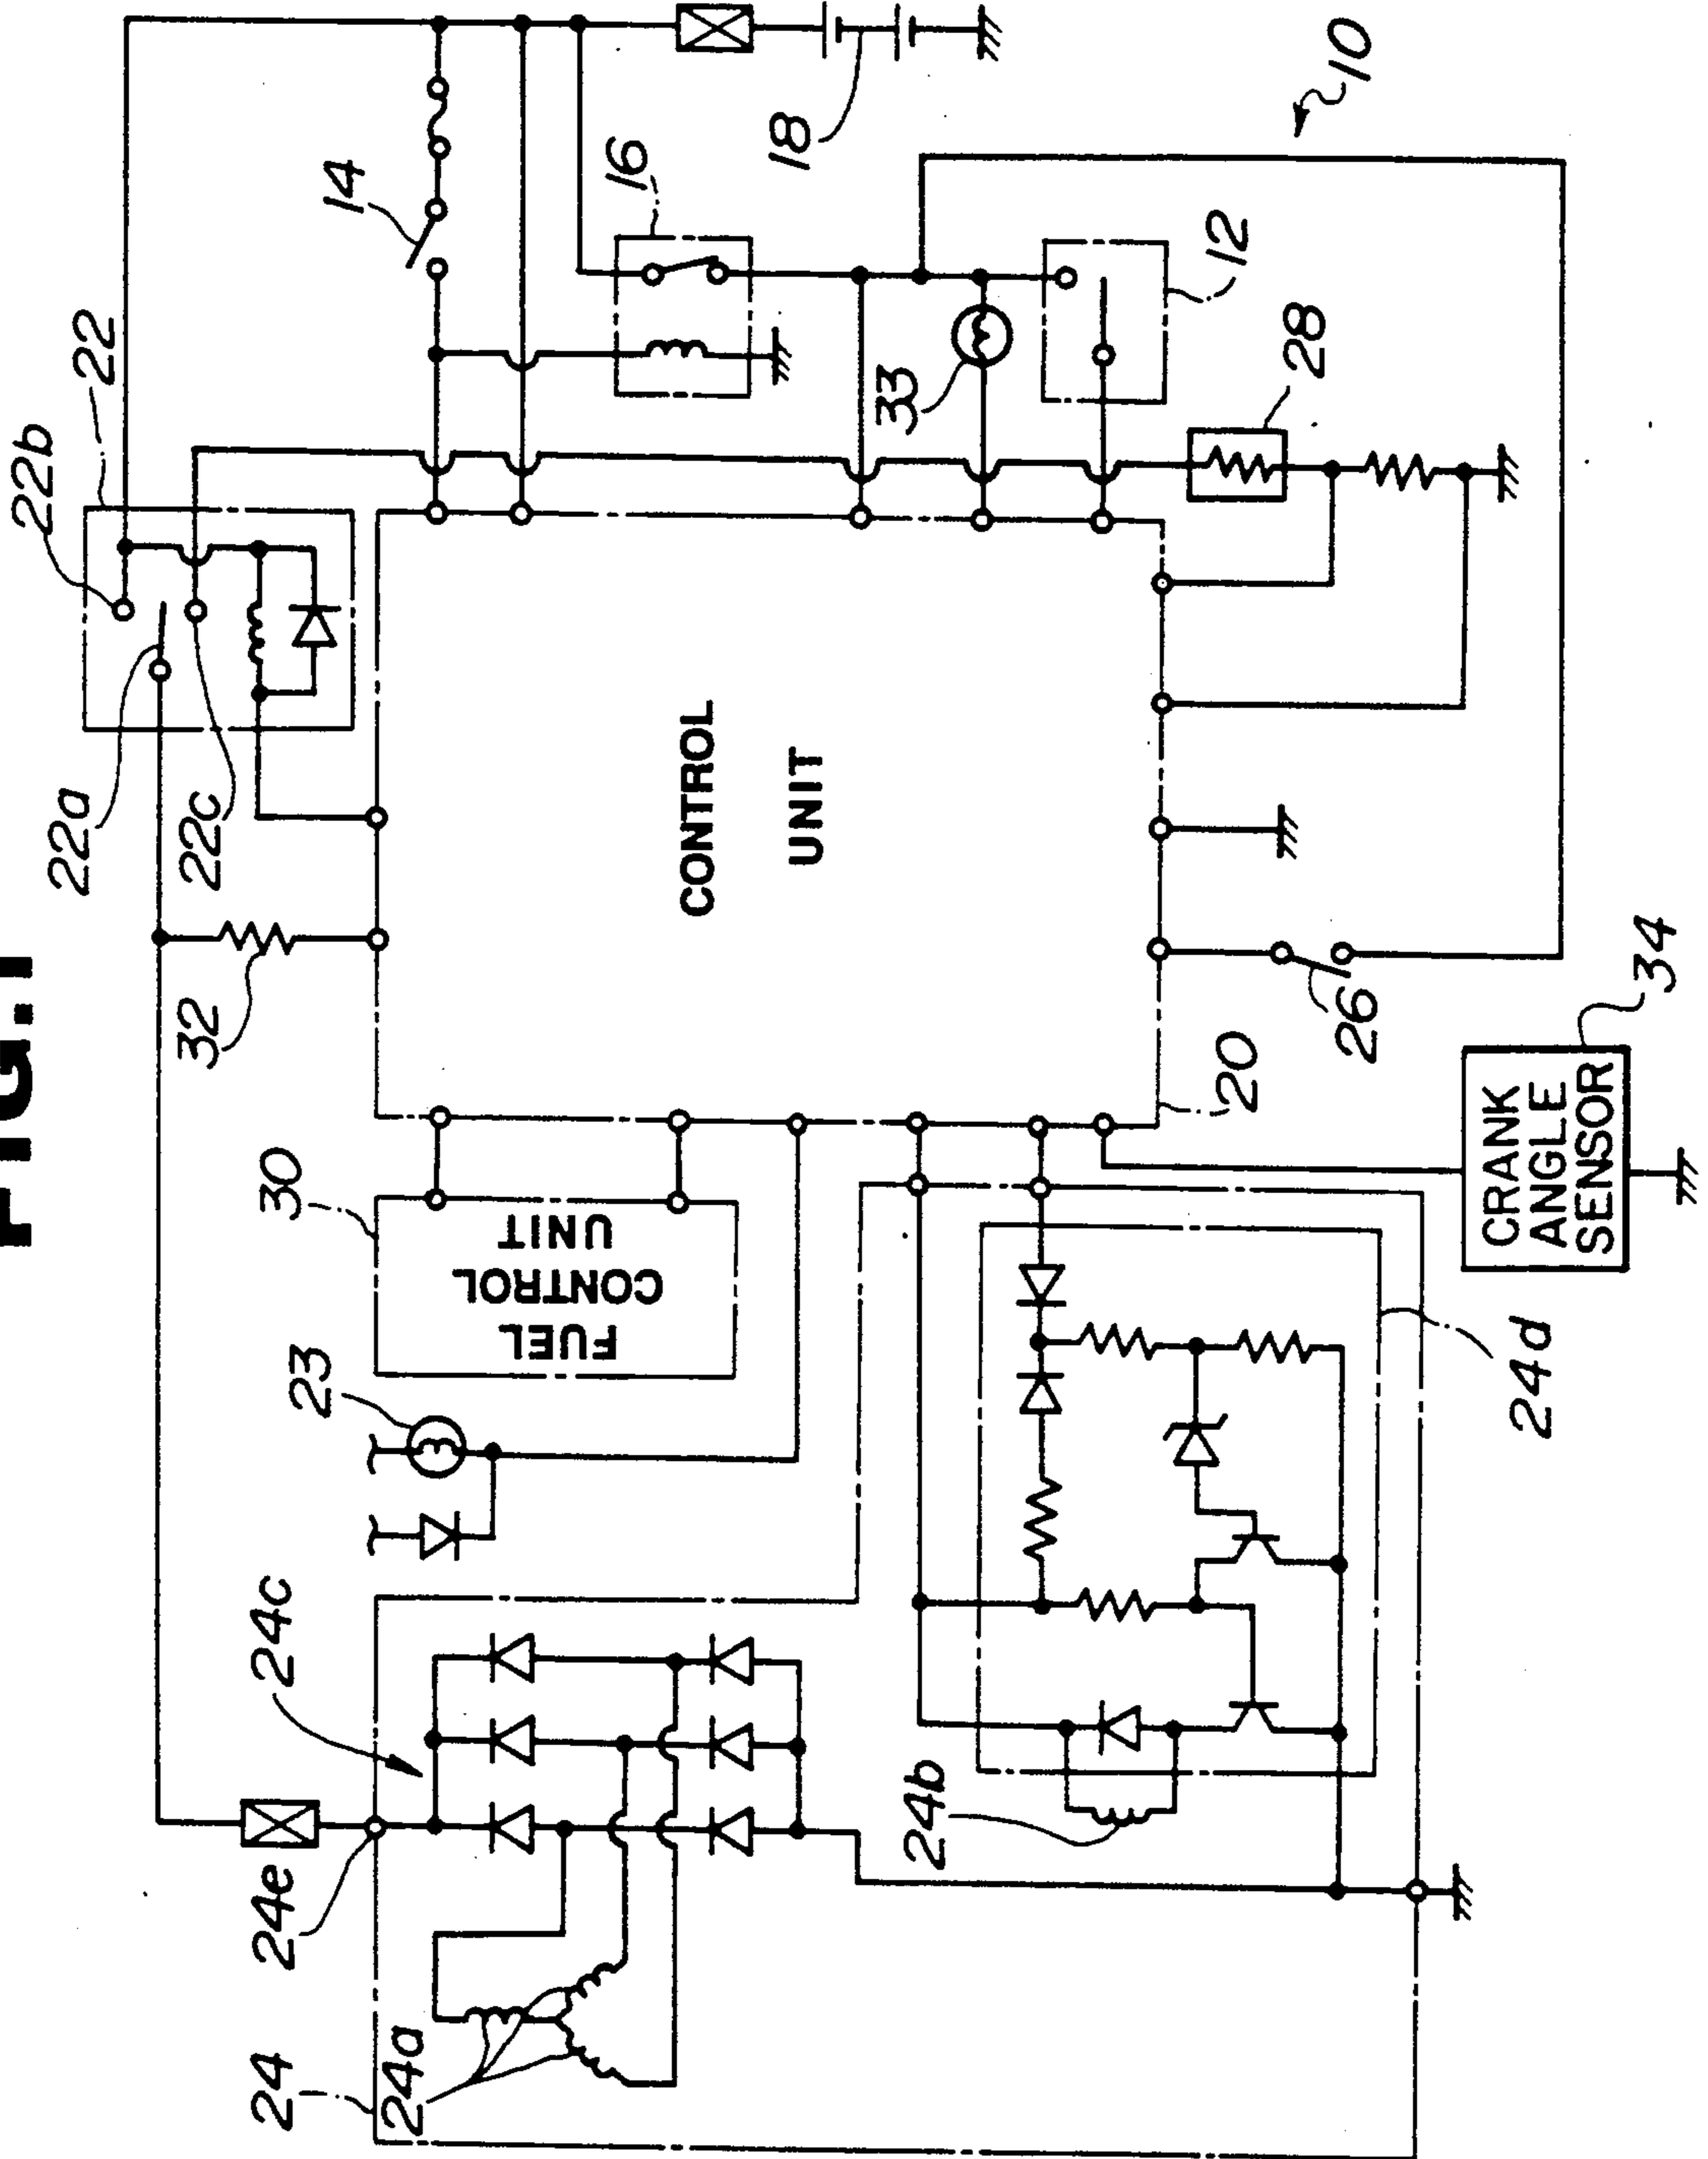 FIG.1
22b
22
14
10
16
18
22a
22c
33
12
28
32
CONTROL
UNIT
30
FUEL
CONTROL
UNIT
23
20
26
34
CRANK
ANGLE
SENSOR
24c
24d
24e
24b
24
24a